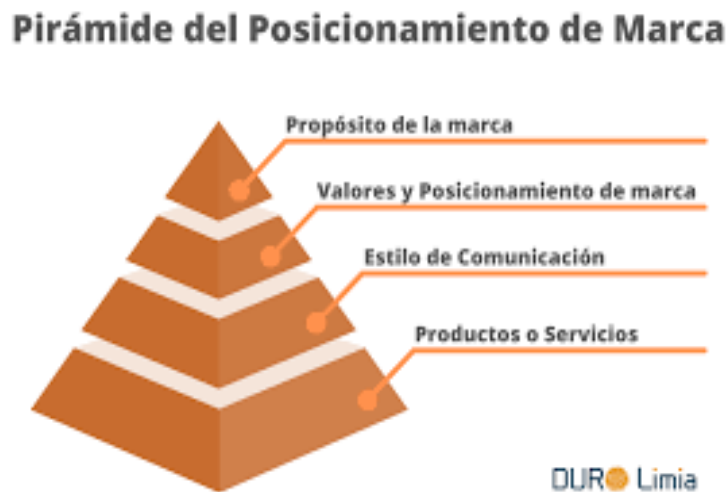 Pirámide del Posicionamiento de Marca
Propósito de la marca
Valores y Posicionamiento de marca
Estilo de Comunicación
Productos o Servicios
DURO Limia